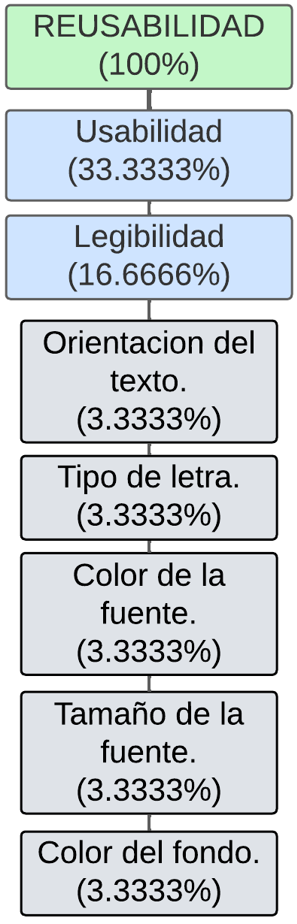 REUSABILIDAD
(100%)
Usabilidad
(33.3333%)
Legibilidad
(16.6666%)
Orientacion del
texto.
(3.3333%)
Tipo de letra.
(3.3333%)
Color de la
fuente.
(3.3333%)
Tamaño de la
fuente.
(3.3333%)
Color del fondo.
(3.3333%)